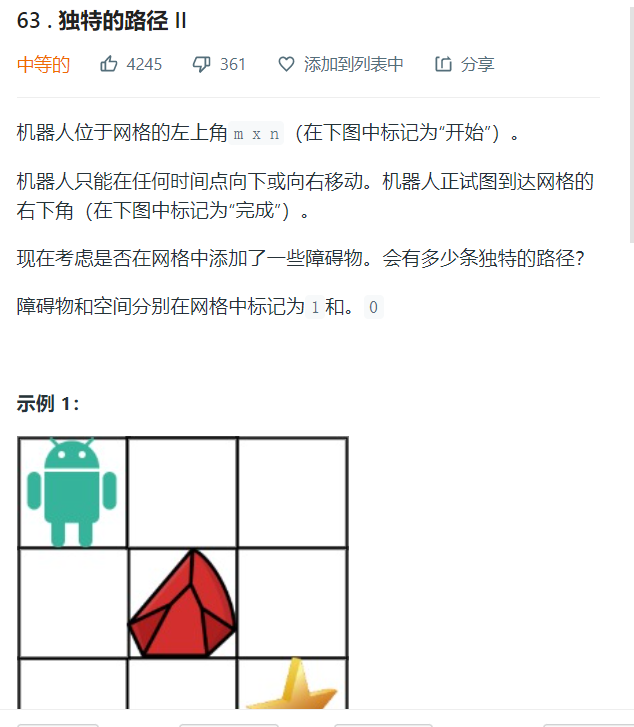 63 . 独特的路径 II
中等的 4245 361 添加到列表中 分享
机器人位于网格的左上角 m x n （在下图中标记为“开始”）。
机器人只能在任何时间点向下或向右移动。机器人正试图到达网格的
右下角（在下图中标记为“完成”）。
现在考虑是否在网格中添加了一些障碍物。会有多少条独特的路径？
障碍物和空间分别在网格中标记为 1 和。 0
示例 1：